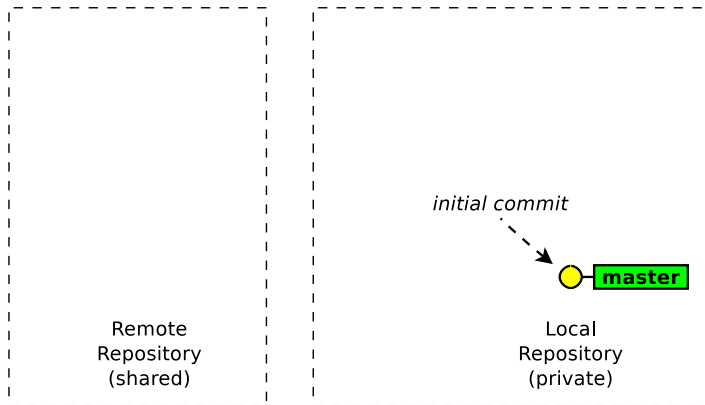 initial commit
master
Remote
Repository
(shared)
Local
Repository
(private)